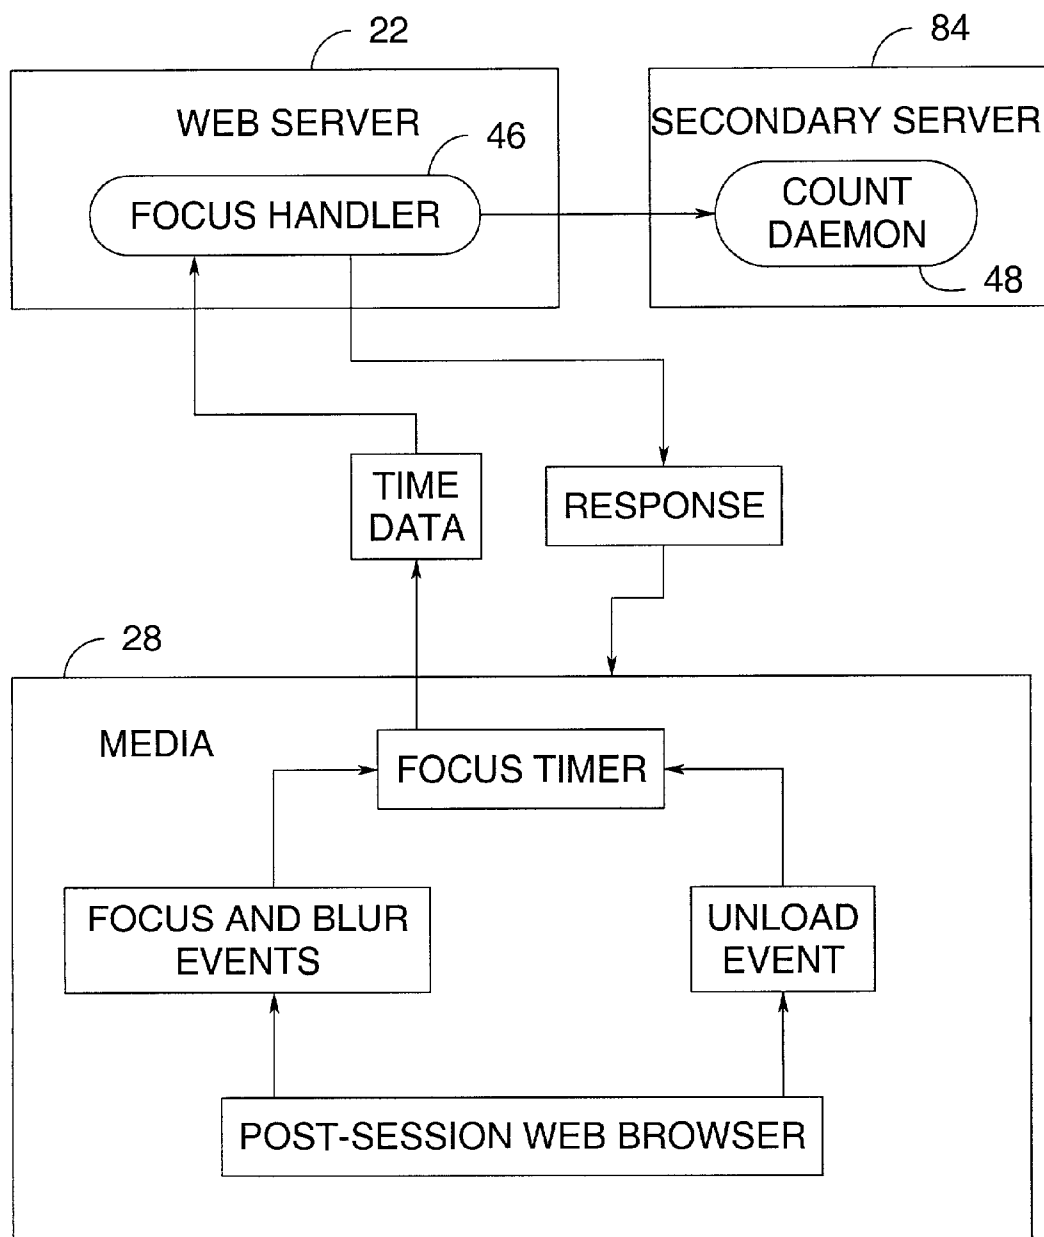 22
84
WEB SERVER
SECONDARY SERVER
46
FOCUS HANDLER
COUNT
DAEMON
48
TIME
DATA
RESPONSE
28
MEDIA
FOCUS TIMER
FOCUS AND BLUR
EVENTS
UNLOAD
EVENT
POST-SESSION WEB BROWSER